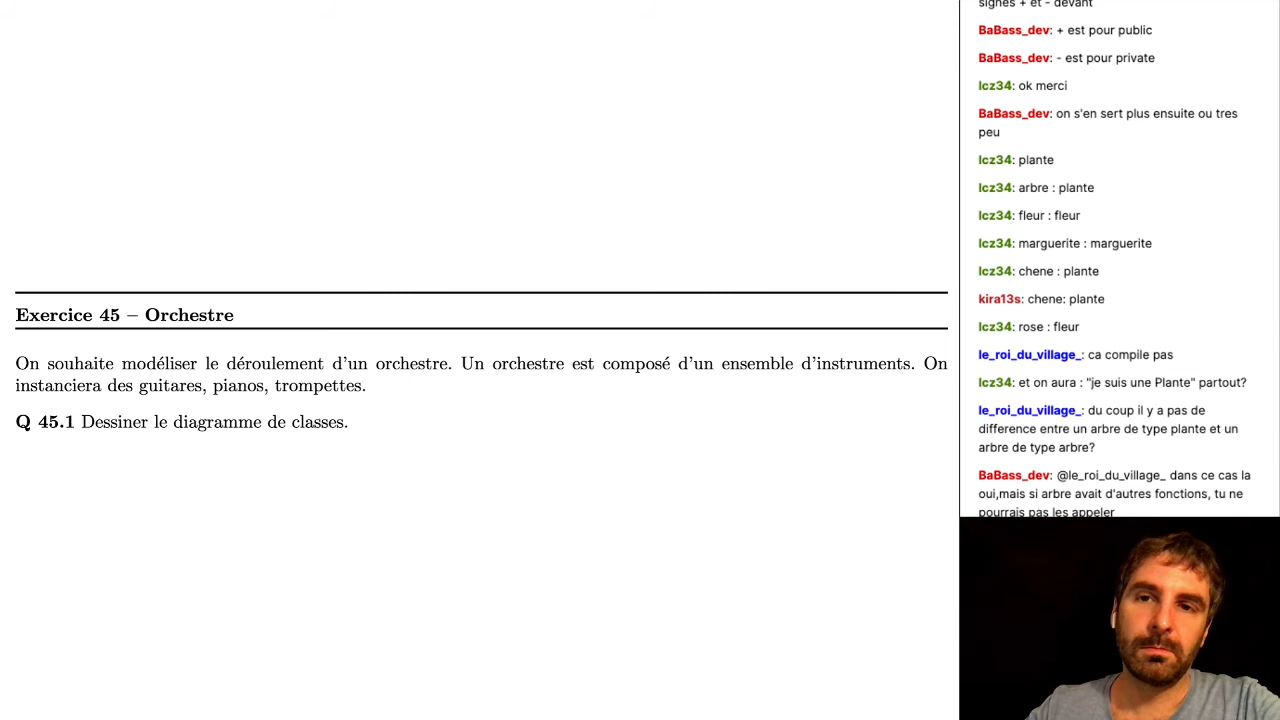 Exercice 45 – Orchestre
On souhaite modéliser le déroulement d'un orchestre. Un orchestre est composé d'un ensemble d'instruments. On
instanciera des guitares, pianos, trompettes.
Q 45.1 Dessiner le diagramme de classes.
signes + et - devant
BaBass_dev: + est pour public
BaBass_dev: - est pour private
lcz34: ok merci
BaBass_dev: on s'en sert plus ensuite ou tres
peu
lcz34: plante
lcz34: arbre : plante
lcz34: fleur : fleur
lcz34: marguerite : marguerite
lcz34: chene : plante
kira13s: chene: plante
lcz34: rose : fleur
le_roi_du_village_: ca compile pas
lcz34: et on aura : "je suis une Plante" partout?
le_roi_du_village_: du coup il y a pas de
difference entre un arbre de type plante et un
arbre de type arbre?
BaBass_dev: @le_roi_du_village_ dans ce cas la
oui,mais si arbre avait d'autres fonctions, tu ne
pourrais pas les appeler